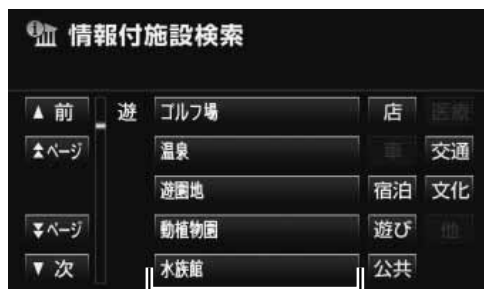 情報付施設検索
▲ 前 遊 ゴルフ場 店 医療
ページ 温泉 車 交通
遊園地 宿泊 文化
ページ 動植物園 遊び 他
▼ 次 水族館 公共